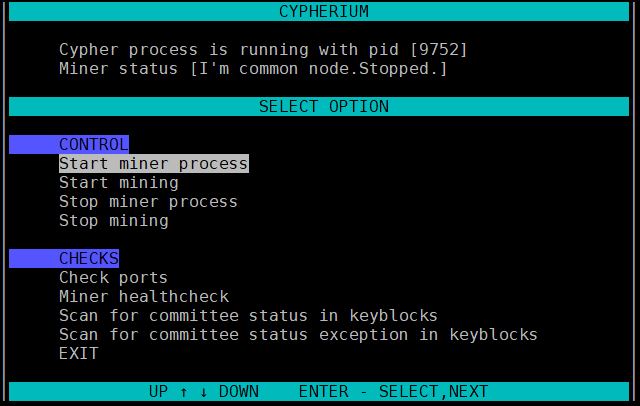 CYPHERIUM
Cypher process is running with pid [9752]
Miner status [I'm common node.Stopped.]
SELECT OPTION
CONTROL
Start miner process
Start mining
Stop miner process
Stop mining
CHECKS
Check ports
Miner healthcheck
Scan for committee status in keyblocks
Scan for committee status exception in keyblocks
EXIT
UP ↑ ↓ DOWN ENTER - SELECT,NEXT